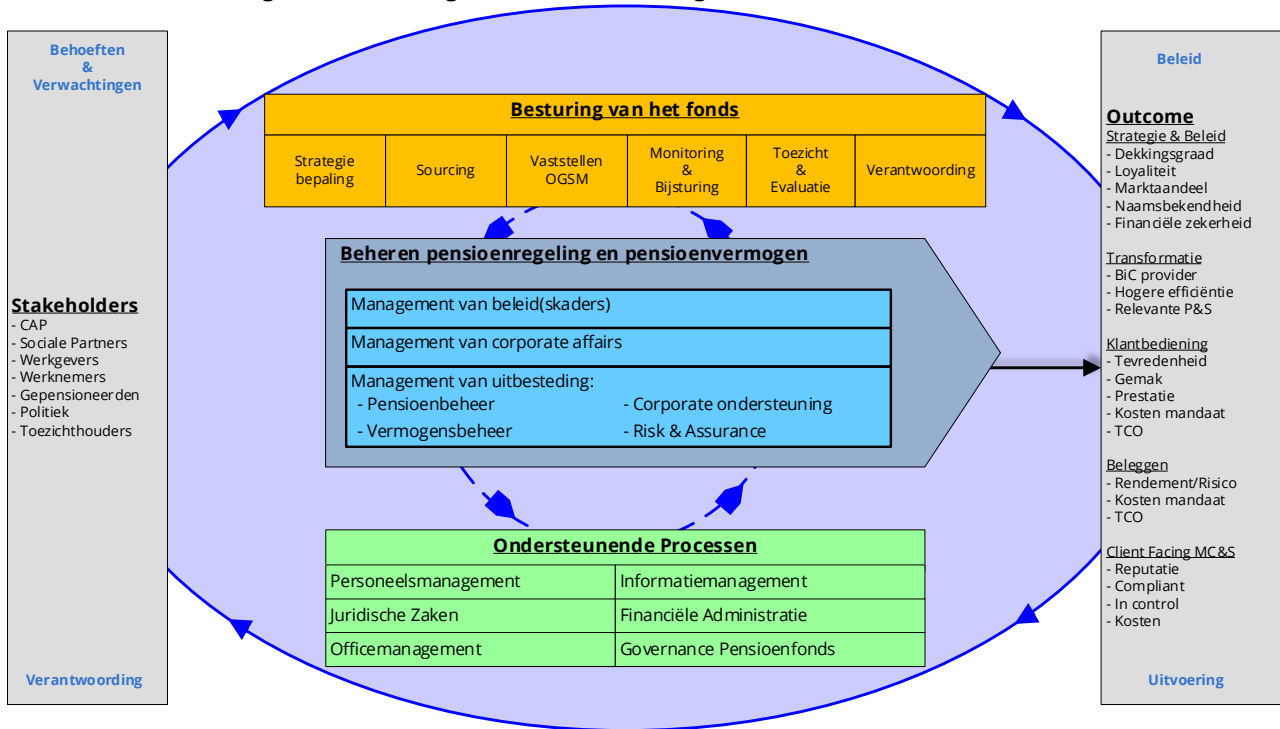 Behoeften
&
Verwachtingen
Stakeholders
- CAP
- Sociale Partners
- Werkgevers
- Werknemers
- Gepensioneerden
- Politiek
- Toezichthouders
Verantwoording
Besturing van het fonds
Strategie
bepaling
Sourcing
Vaststellen
OGSM
Monitoring
&
Bijsturing
Toezicht
&
Evaluatie
Verantwoording
Beheren pensioenregeling en pensioenvermogen
Management van beleid(skaders)
Management van corporate affairs
Management van uitbesteding:
- Pensioenbeheer
- Corporate ondersteuning
- Vermogensbeheer
- Risk & Assurance
Ondersteunende Processen
Personeelsmanagement
Informatiemanagement
Juridische Zaken
Financiële Administratie
Officemanagement
Governance Pensioenfonds
Beleid
Outcome
Strategie & Beleid
- Dekkingsgraad
- Loyaliteit
- Marktaandeel
- Naamsbekendheid
- Financiële zekerheid
Transformatie
- BiC provider
- Hogere efficiëntie
- Relevante P&S
Klantbediening
- Tevredenheid
- Gemak
- Prestatie
- Kosten mandaat
- TCO
Beleggen
- Rendement/Risico
- Kosten mandaat
- TCO
Client Facing MC&S
- Reputatie
- Compliant
- In control
- Kosten
Uitvoering